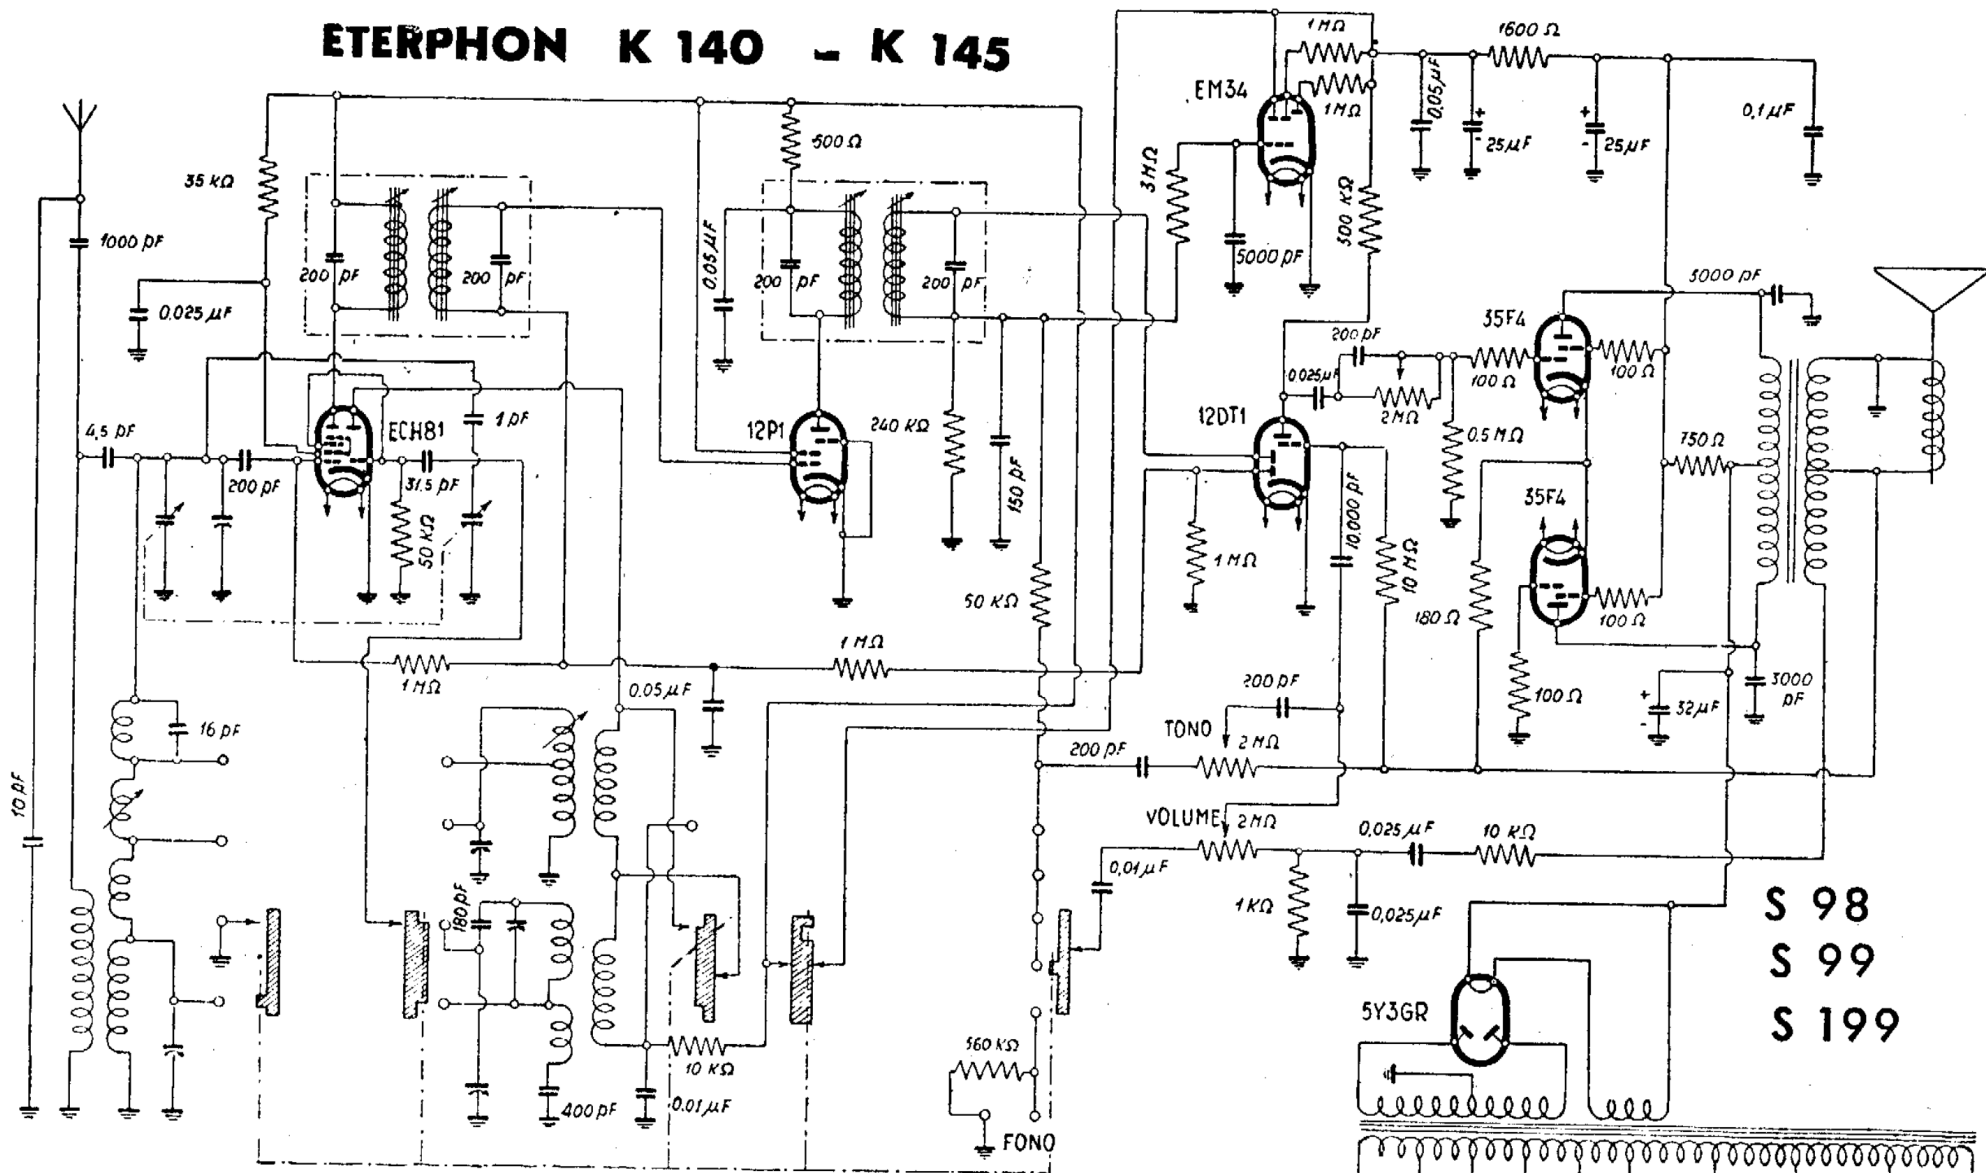 ETERPHON K 140 - K 145
1 MΩ
1600 Ω
EM34
1 MΩ
0,05 µF
+
-
25 µF
+
-
25 µF
0,1 µF
35 KΩ
500 Ω
3 MΩ
500 KΩ
1000 pF
0.025 µF
200 pF
200 pF
0,05 µF
200 pF
200 pF
5000 pF
3000 pF
35F4
200 pF
0,025 µF
100 Ω
100 Ω
2 MΩ
4,5 pF
200 pF
ECH81
1 pF
31,5 pF
50 KΩ
12P1
240 KΩ
150 pF
12DT1
0.5 MΩ
750 Ω
35F4
1 MΩ
10.000 pF
10 MΩ
180 Ω
100 Ω
50 KΩ
1 MΩ
1 MΩ
0.05 µF
200 pF
100 Ω
+
-
32 µF
3000 pF
16 pF
TONO
2 MΩ
200 pF
10 pF
VOLUME
2 MΩ
0,025 µF
10 KΩ
0,01 µF
1 KΩ
0,025 µF
180 pF
S 98
S 99
S 199
5Y3GR
560 KΩ
10 KΩ
400 pF
0.01 µF
FONO